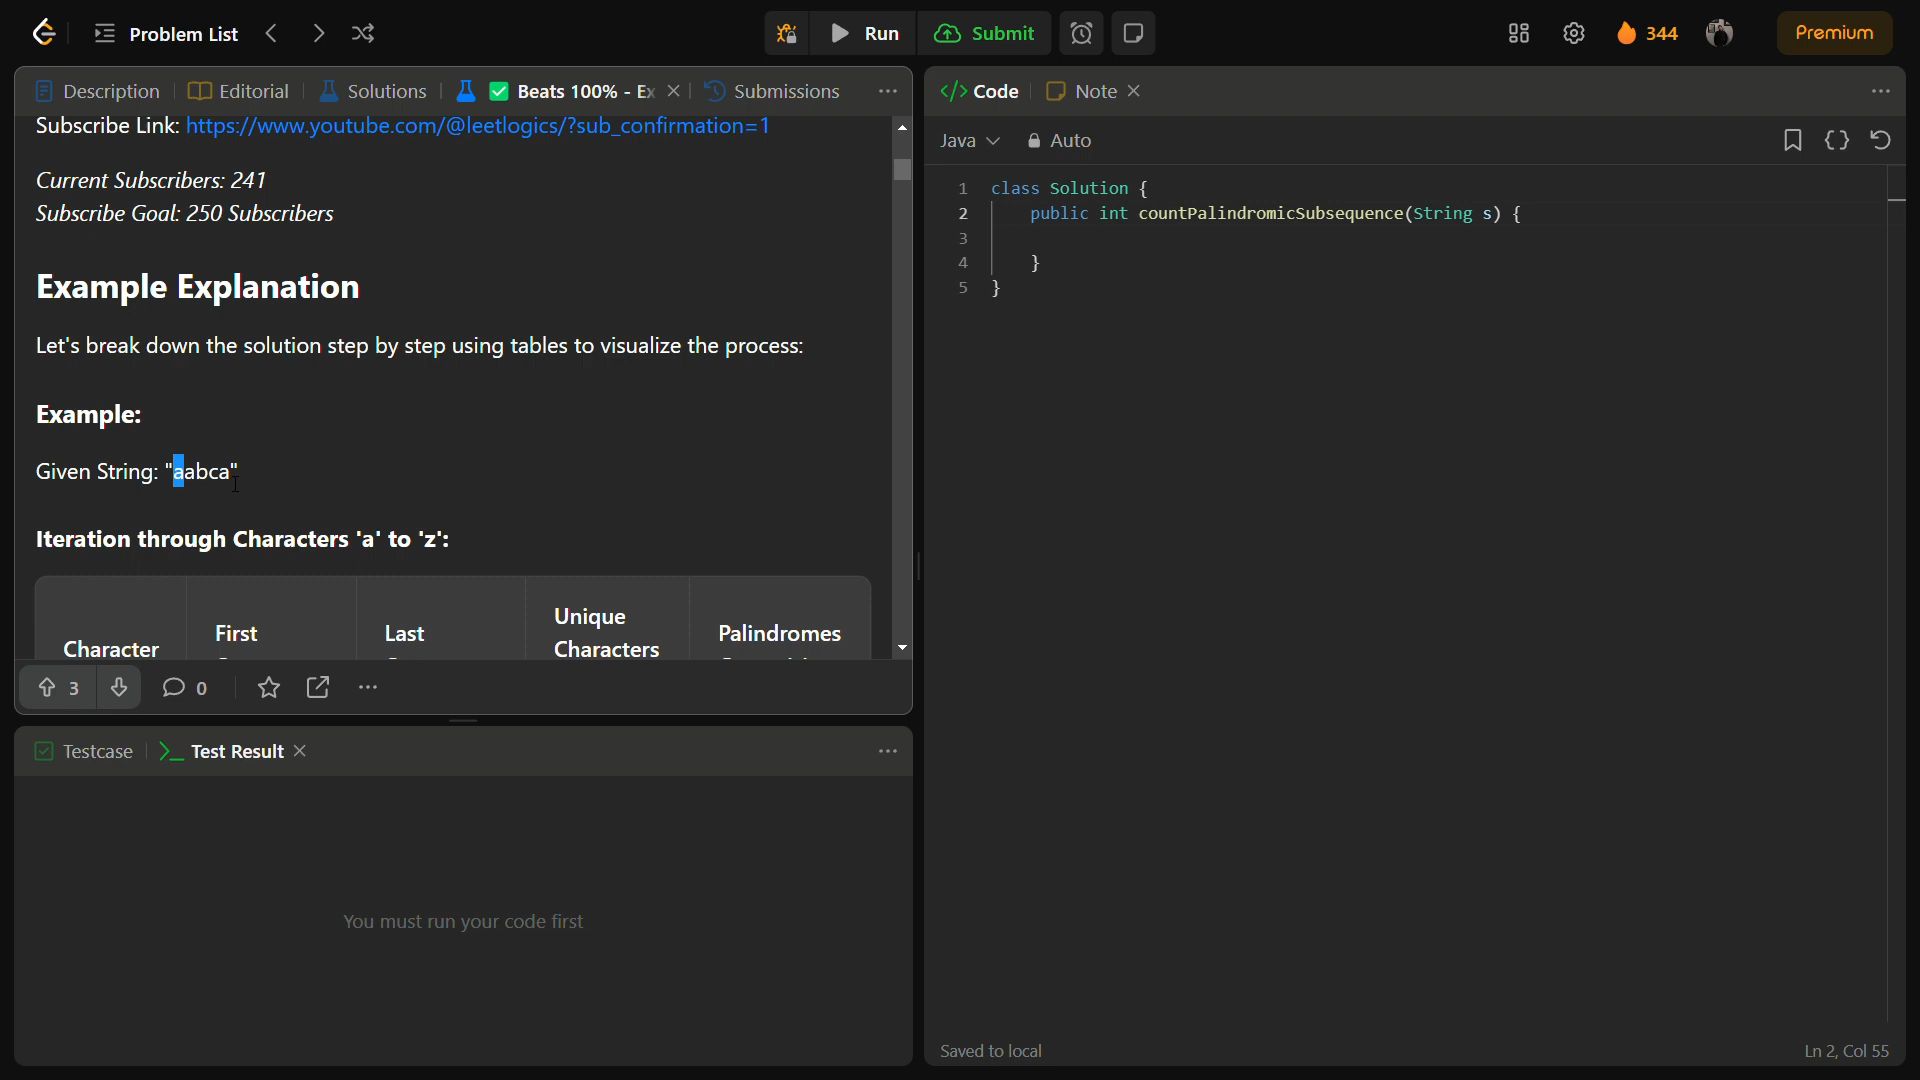 Problem List
Run
Submit
344
Premium
Description
Editorial
Solutions
Beats 100% - Ex
Submissions
Subscribe Link: https://www.youtube.com/@leetlogics/?sub_confirmation=1
Current Subscribers: 241
Subscribe Goal: 250 Subscribers
Example Explanation
Let's break down the solution step by step using tables to visualize the process:
Example:
Given String: "aabca"
Iteration through Characters 'a' to 'z':
Character
First
Last
Unique
Characters
Palindromes
3
0
Testcase
Test Result
You must run your code first
</> Code
Note
Java
Auto
1 class Solution {
2 public int countPalindromicSubsequence(String s) {
3
4 }
5 }
Saved to local
Ln 2, Col 55